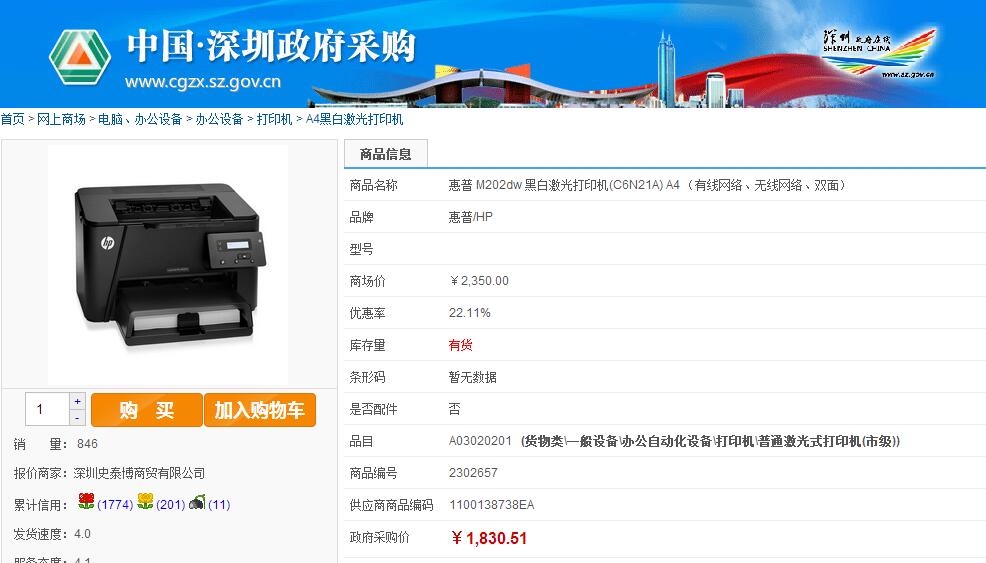 中国·深圳政府采购
www.cgzx.sz.gov.cn
深圳 政府在线
SHENZHEN CHINA
www.sz.gov.cn
首页 > 网上商场 > 电脑、办公设备 > 办公设备 > 打印机 > A4黑白激光打印机
hp
1
+
-
购 买
加入购物车
销 量： 846
报价商家： 深圳史泰博商贸有限公司
累计信用： (1774) (201) (11)
发货速度： 4.0
服务态度： 4.1
商品信息
商品名称 惠普 M202dw 黑白激光打印机(C6N21A) A4 （有线网络、无线网络、双面）
品牌 惠普/HP
型号
商场价 ￥2,350.00
优惠率 22.11%
库存量 有货
条形码 暂无数据
是否配件 否
品目 A03020201 (货物类\一般设备\办公自动化设备\打印机\普通激光式打印机(市级))
商品编号 2302657
供应商商品编码 1100138738EA
政府采购价 ￥1,830.51